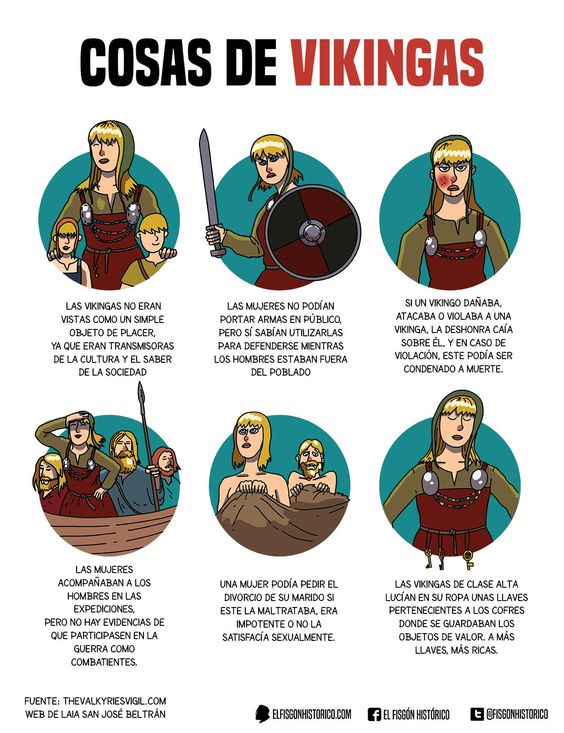 COSAS DE VIKINGAS
LAS VIKINGAS NO ERAN
VISTAS COMO UN SIMPLE
OBJETO DE PLACER,
YA QUE ERAN TRANSMISORAS
DE LA CULTURA Y EL SABER
DE LA SOCIEDAD
LAS MUJERES NO PODÍAN
PORTAR ARMAS EN PÚBLICO,
PERO SÍ SABÍAN UTILIZARLAS
PARA DEFENDERSE MIENTRAS
LOS HOMBRES ESTABAN FUERA
DEL POBLADO
SI UN VIKINGO DAÑABA,
ATACABA O VIOLABA A UNA
VIKINGA, LA DESHONRA CAÍA
SOBRE ÉL, Y EN CASO DE
VIOLACIÓN, ESTE PODÍA SER
CONDENADO A MUERTE.
LAS MUJERES
ACOMPAÑABAN A LOS
HOMBRES EN LAS
EXPEDICIONES,
PERO NO HAY EVIDENCIAS DE
QUE PARTICIPASEN EN LA
GUERRA COMO
COMBATIENTES.
UNA MUJER PODÍA PEDIR EL
DIVORCIO DE SU MARIDO SI
ESTE LA MALTRATABA, ERA
IMPOTENTE O NO LA
SATISFACÍA SEXUALMENTE.
LAS VIKINGAS DE CLASE ALTA
LUCÍAN EN SU ROPA UNAS LLAVES
PERTENECIENTES A LOS COFRES
DONDE SE GUARDABAN LOS
OBJETOS DE VALOR. A MÁS
LLAVES, MÁS RICAS.
FUENTE: THEVALKYRIESVIGIL.COM
WEB DE LAIA SAN JOSÉ BELTRÁN
ELFISGONHISTORICO.COM
EL FISGÓN HISTÓRICO
@FISGONHISTORICO